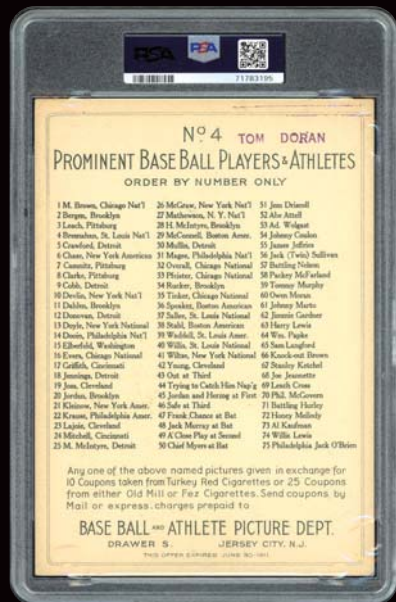 PSA
PSA
71783195
Nº 4 TOM DORAN
PROMINENT BASE BALL PLAYERS & ATHLETES
ORDER BY NUMBER ONLY
1 M. Brown, Chicago Nat'l 26 McGraw, New York Nat'l 51 Jem Driscoll
2 Bergen, Brooklyn 27 Mathewson, N. Y. Nat'l 52 Abe Attell
3 Leach, Pittsburg 28 H. McIntyre, Brooklyn 53 Ad. Wolgast
4 Bresnahan, St. Louis Nat'l 29 McConnell, Boston Amer. 54 Johnny Coulon
5 Crawford, Detroit 30 Mullin, Detroit 55 James Jeffries
6 Chase, New York American 31 Magee, Philadelphia Nat'l 56 Jack (Twin) Sullivan
7 Camnitz, Pittsburg 32 Overall, Chicago National 57 Battling Nelson
8 Clarke, Pittsburg 33 Pfeister, Chicago National 58 Packey McFarland
9 Cobb, Detroit 34 Rucker, Brooklyn 59 Tommy Murphy
10 Devlin, New York Nat'l 35 Tinker, Chicago National 60 Owen Moran
11 Dahlen, Brooklyn 36 Speaker, Boston American 61 Johnny Marto
12 Donovan, Detroit 37 Sallee, St. Louis National 62 Jimmie Gardner
13 Doyle, New York National 38 Stahl, Boston American 63 Harry Lewis
14 Dooin, Philadelphia Nat'l 39 Waddell, St. Louis Amer. 64 Wm. Papke
15 Elberfeld, Washington 40 Willis, St. Louis National 65 Sam Langford
16 Evers, Chicago National 41 Wiltse, New York National 66 Knock-out Brown
17 Griffith, Cincinnati 42 Young, Cleveland 67 Stanley Ketchel
18 Jennings, Detroit 43 Out at Third 68 Joe Jeannette
19 Joss, Cleveland 44 Trying to Catch Him Nap'g 69 Leach Cross
20 Jordan, Brooklyn 45 Jordan and Herzog at First 70 Phil. McGovern
21 Kleinow, New York Amer. 46 Safe at Third 71 Battling Hurley
22 Krause, Philadelphia Amer. 47 Frank Chance at Bat 72 Honey Mellody
23 Lajoie, Cleveland 48 Jack Murray at Bat 73 Al Kaufman
24 Mitchell, Cincinnati 49 A Close Play at Second 74 Willie Lewis
25 M. McIntyre, Detroit 50 Chief Myers at Bat 75 Philadelphia Jack O'Brien
Any one of the above named pictures given in exchange for
10 Coupons taken from Turkey Red Cigarettes or 25 Coupons
from either Old Mill or Fez Cigarettes. Send coupons by
Mail or express, charges prepaid to
BASE BALL AND ATHLETE PICTURE DEPT.
DRAWER S. JERSEY CITY, N.J.
THIS OFFER EXPIRES JUNE 30-1911.